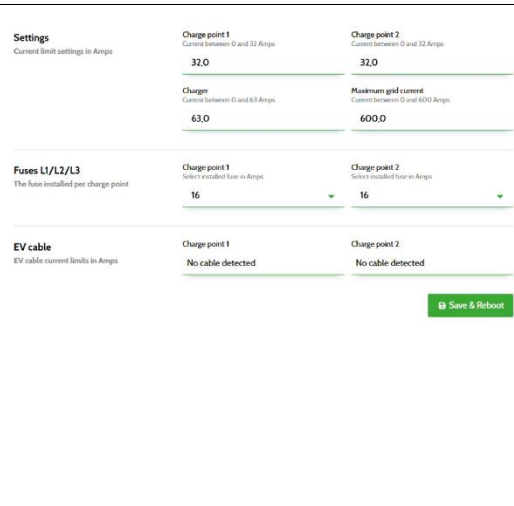 Settings
Current limit settings in Amps
Charge point 1
Current between 0 and 32 Amps
32,0
Charge point 2
Current between 0 and 32 Amps
32,0
Charger
Current between 0 and 63 Amps
63,0
Maximum grid current
Current between 0 and 600 Amps
600,0
Fuses L1/L2/L3
The fuse installed per charge point
Charge point 1
Select installed fuse in Amps
16
Charge point 2
Select installed fuse in Amps
16
EV cable
EV cable current limits in Amps
Charge point 1
No cable detected
Charge point 2
No cable detected
Save & Reboot